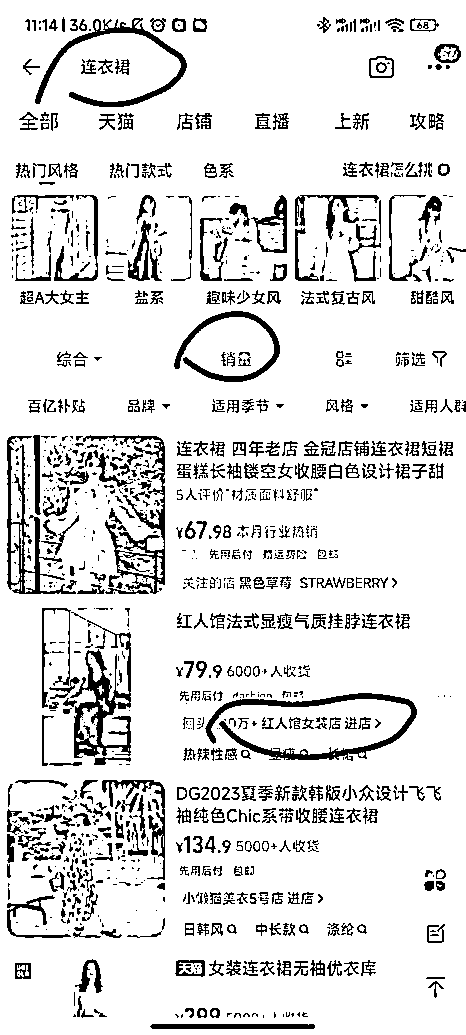 11:14 | 36.0K/s
68
连衣裙
全部 天猫 店铺 直播 上新 攻略
热门风格 热门款式 色系 连衣裙怎么挑
超A大女主 盐系 趣味少女风 法式复古风 甜酷风
综合 销量 筛选
百亿补贴 品牌 适用季节 风格 适用人群
连衣裙 四年老店 金冠店铺连衣裙短裙
蛋糕长袖镂空女收腰白色设计裙子甜
5人评价"材质面料舒服"
¥67.98 本月行业热销
先用后付 包邮
关注的店 黑色草莓 STRAWBERRY>
红人馆法式显瘦气质挂脖连衣裙
¥79.9 6000+人收货
先用后付 包邮
回头 万+ 红人馆女装店 进店>
热辣性感 显瘦 长裙
DG2023夏季新款韩版小众设计飞飞
袖纯色Chic系带收腰连衣裙
¥134.9 5000+人收货
先用后付 包邮
小懒猫美衣5号店 进店>
日韩风 中长款 涤纶
天猫 女装连衣裙无袖优衣库